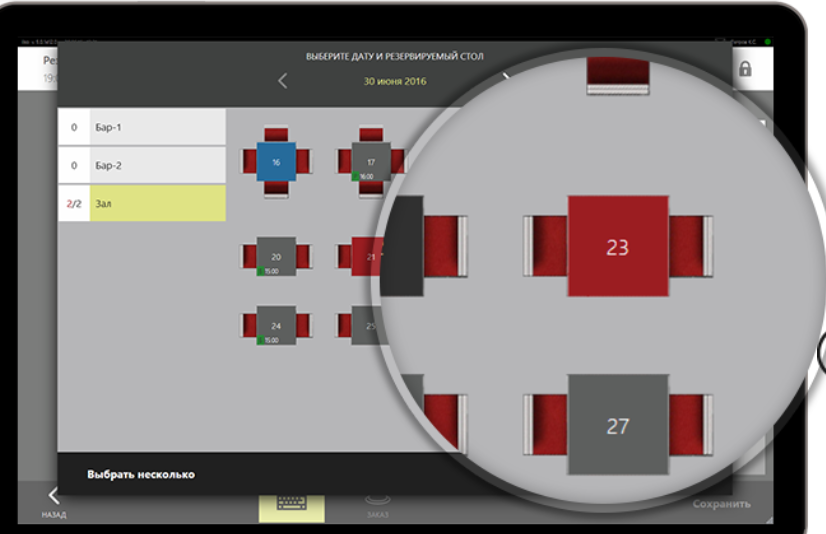 ВЫБЕРИТЕ ДАТУ И РЕЗЕРВИРУЕМЫЙ СТОЛ
30 июня 2016
0 Бар-1
0 Бар-2
2/2 Зал
16
17
16:00
20
15:00
21
23
24
15:00
25
27
Выбрать несколько
НАЗАД
ЗАКАЗ
Сохранить